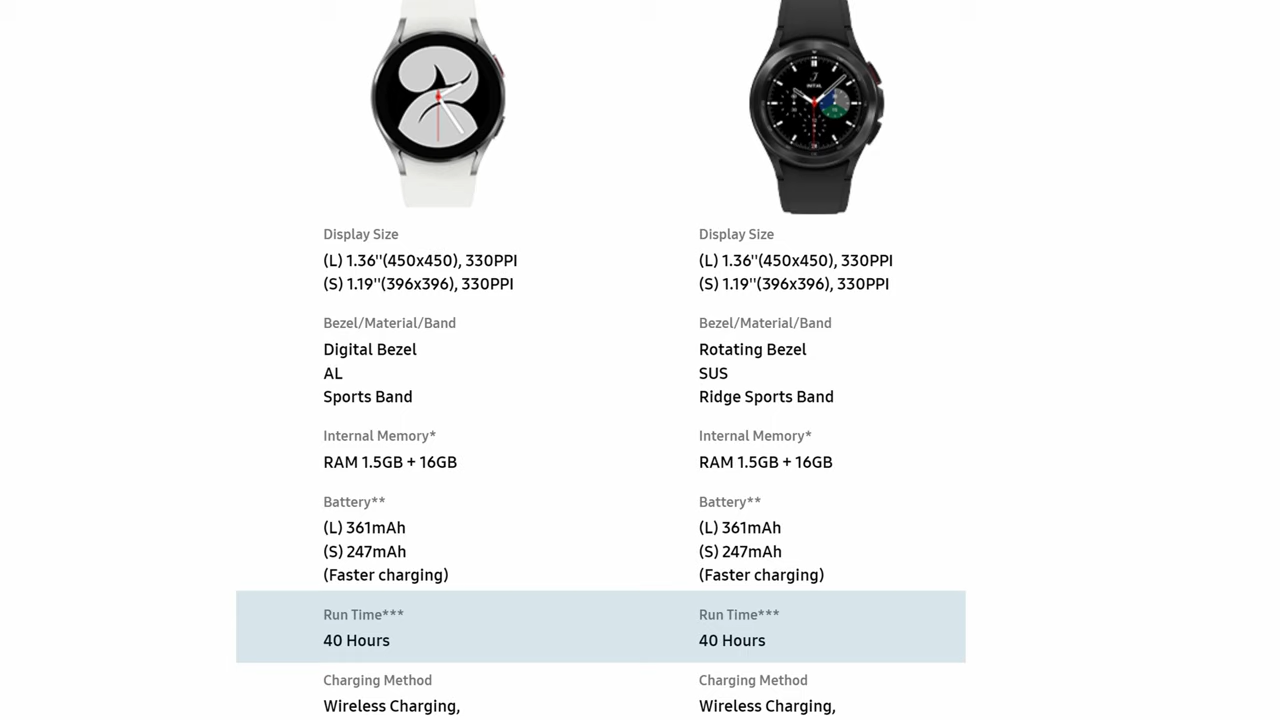 Display Size
(L) 1.36''(450x450), 330PPI
(S) 1.19''(396x396), 330PPI
Bezel/Material/Band
Digital Bezel
AL
Sports Band
Internal Memory*
RAM 1.5GB + 16GB
Battery**
(L) 361mAh
(S) 247mAh
(Faster charging)
Run Time***
40 Hours
Charging Method
Wireless Charging,
Display Size
(L) 1.36''(450x450), 330PPI
(S) 1.19''(396x396), 330PPI
Bezel/Material/Band
Rotating Bezel
SUS
Ridge Sports Band
Internal Memory*
RAM 1.5GB + 16GB
Battery**
(L) 361mAh
(S) 247mAh
(Faster charging)
Run Time***
40 Hours
Charging Method
Wireless Charging,